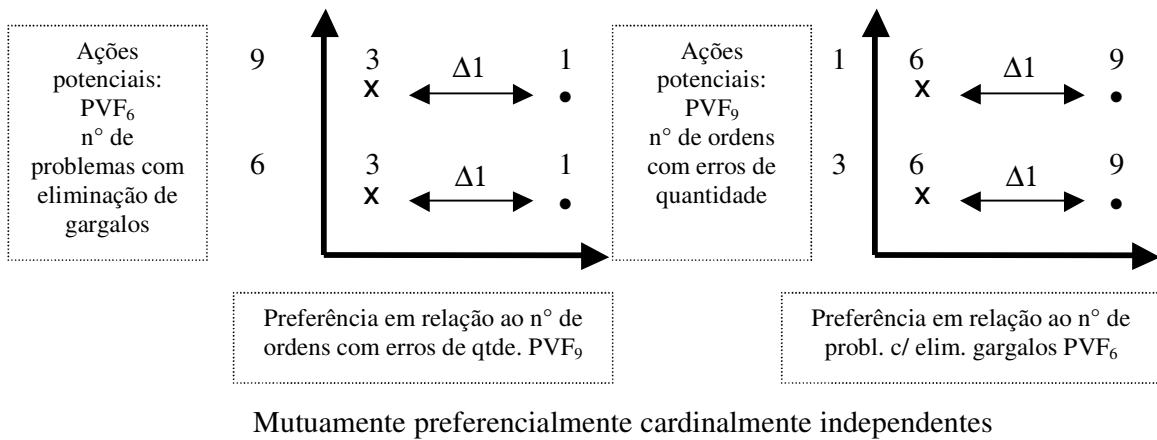 Ações
potenciais:
PVF₆
n° de
problemas com
eliminação de
gargalos
9
3
x
Δ1
1
6
3
x
Δ1
1
Preferência em relação ao n° de
ordens com erros de qtde. PVF₉
Ações
potenciais:
PVF₉
n° de ordens
com erros de
quantidade
1
6
x
Δ1
9
3
6
x
Δ1
9
Preferência em relação ao n° de
probl. c/ elim. gargalos PVF₆
Mutuamente preferencialmente cardinalmente independentes